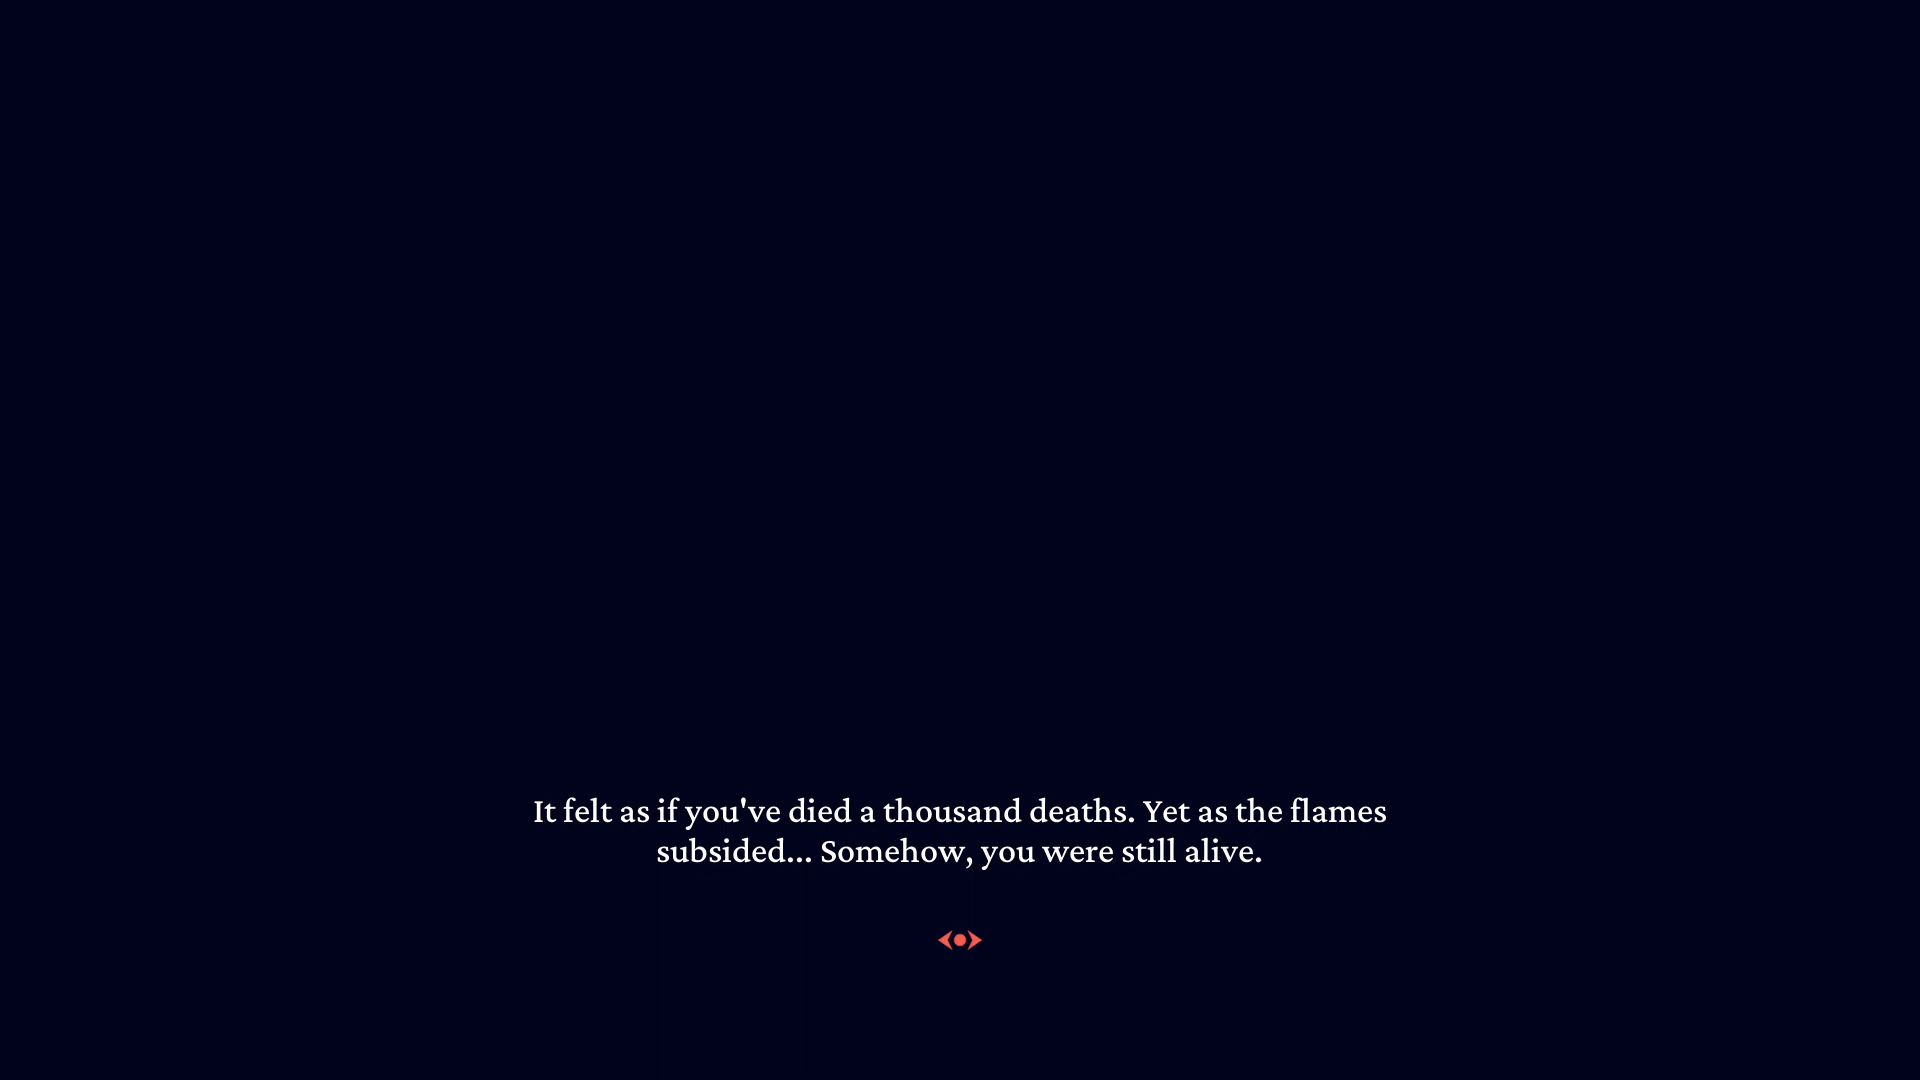 It felt as if you've died a thousand deaths. Yet as the flames
subsided... Somehow, you were still alive.